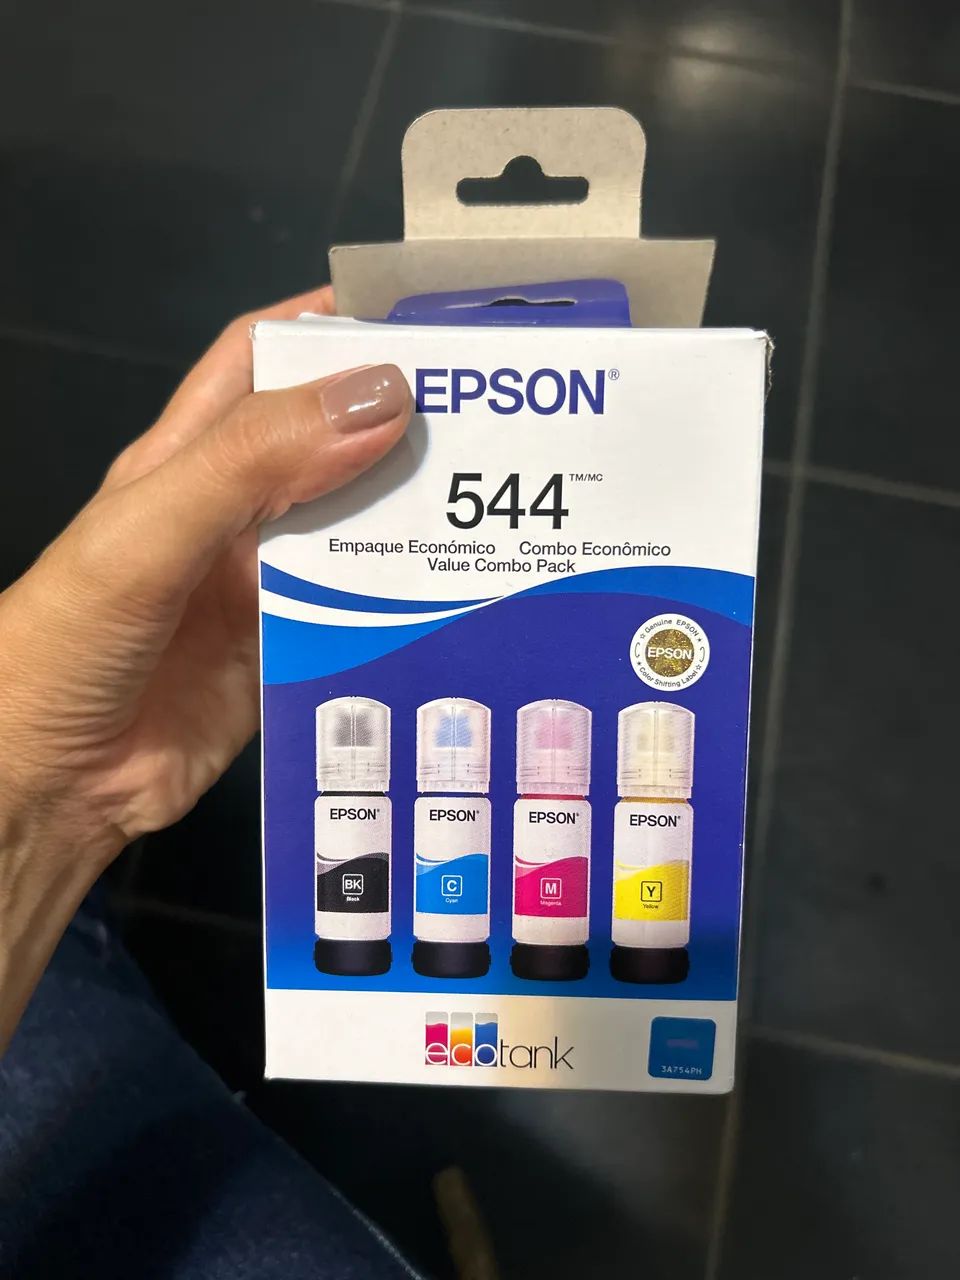 EPSON®
544™/MC
Empaque Económico Combo Econômico
Value Combo Pack
☆ Genuine EPSON ☆
EPSON
☆ Color Shifting Label ☆
EPSON® EPSON® EPSON® EPSON®
BK C M Y
Black Cyan Magenta Yellow
ecotank
3A754PH